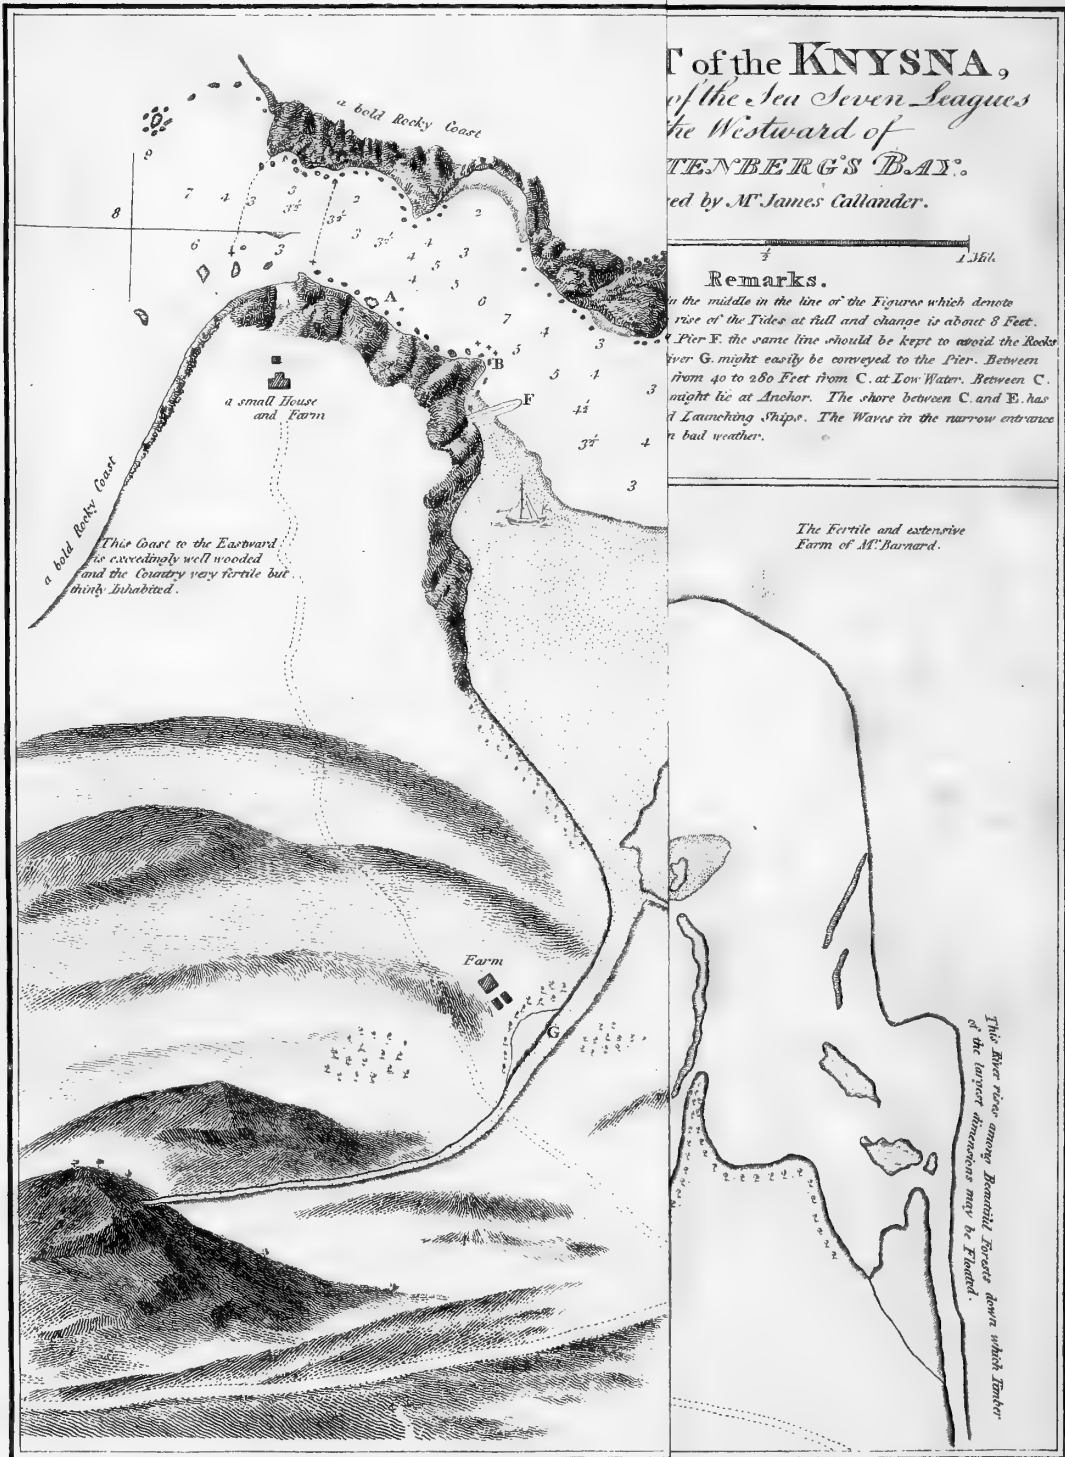 T of the KNYSNA,
of the Sea Seven Leagues
the Westward of
TENBERG'S BAY.
ed by Mr. James Callander.
½ 1 Mile
Remarks.
n the middle in the line of the Figures which denote
rise of the Tides at full and change is about 8 Feet.
Pier F. the same line should be kept to avoid the Rocks
iver G. might easily be conveyed to the Pier. Between
from 40 to 280 Feet from C. at Low Water. Between C.
might lie at Anchor. The shore between C. and E. has
d Launching Ships. The Waves in the narrow entrance
n bad weather.
a bold Rocky Coast
9
7 4 3 3 3½ 2 3½
8
2
3 3½ 4
6 4 3
5 3
4 5
6
7 4
5 3
A
B
5 4 3
F
4½
3½ 4
3
a small House
and Farm
a bold Rocky Coast
This Coast to the Eastward
is exceedingly well wooded
and the Country very fertile but
thinly Inhabited.
The Fertile and extensive
Farm of Mr. Barnard.
Farm
G
This River rises among Beautiful Forests down which Timber
of the largest dimensions may be Floated.